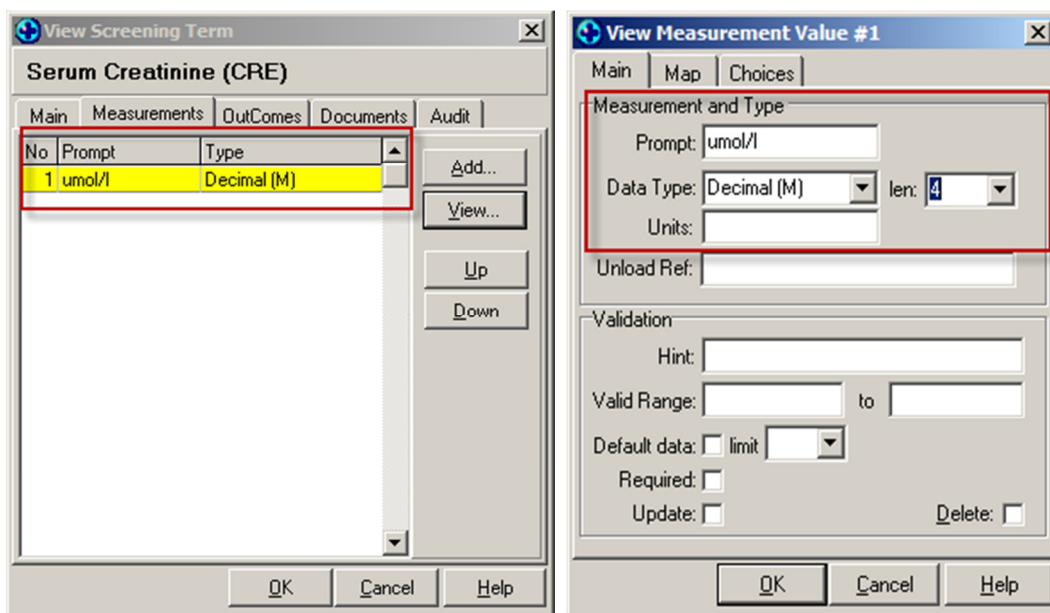 View Screening Term
Serum Creatinine (CRE)
Main Measurements OutComes Documents Audit
No Prompt Type
1 umol/l Decimal (M)
Add...
View...
Up
Down
OK Cancel Help
View Measurement Value #1
Main Map Choices
Measurement and Type
Prompt: umol/l
Data Type: Decimal (M) len: 4
Units:
Unload Ref:
Validation
Hint:
Valid Range: to
Default data: limit
Required:
Update: Delete:
OK Cancel Help